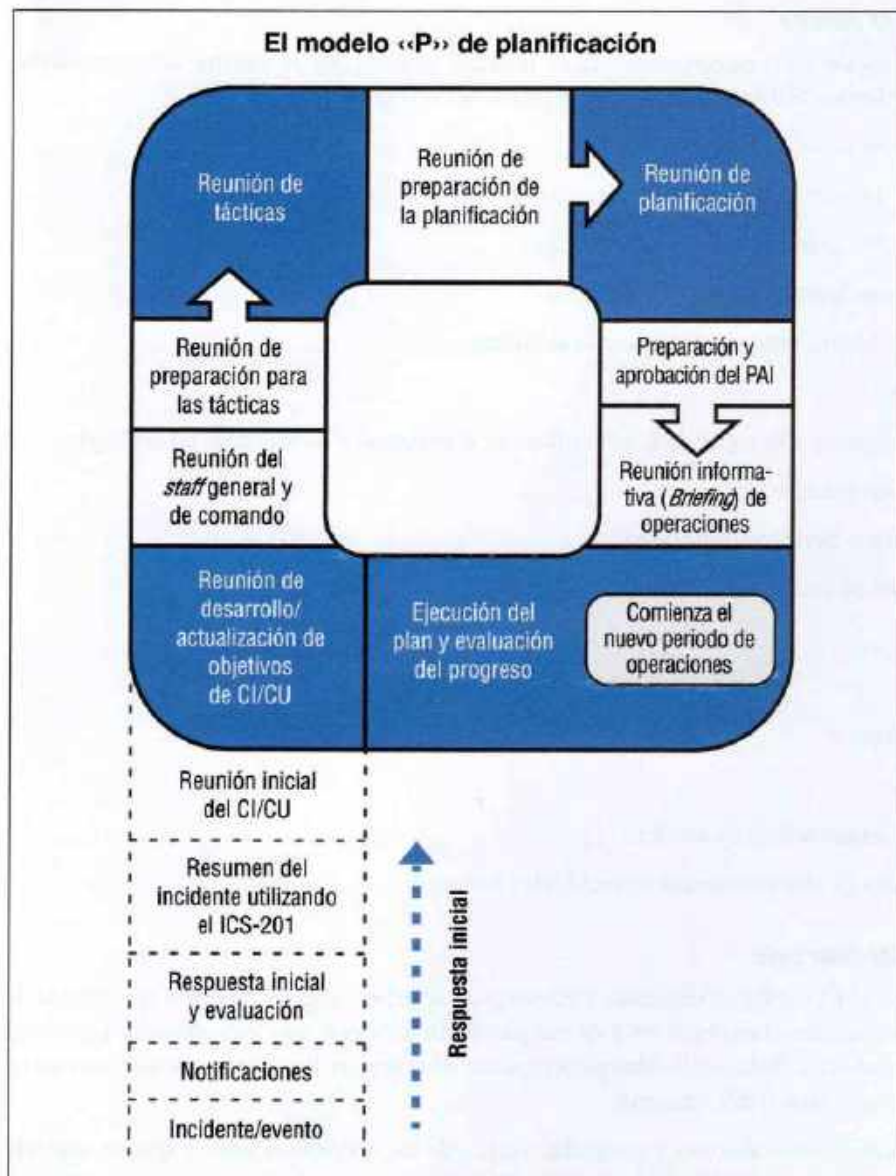 El modelo «P» de planificación
Reunión de
tácticas
Reunión de
preparación de
la planificación
Reunión de
planificación
Reunión de
preparación para
las tácticas
Preparación y
aprobación del PAI
Reunión del
staff general y
de comando
Reunión informa-
tiva (Briefing) de
operaciones
Reunión de
desarrollo/
actualización de
objetivos
de CI/CU
Ejecución del
plan y evaluación
del progreso
Comienza el
nuevo periodo de
operaciones
Reunión inicial
del CI/CU
Resumen del
incidente utilizando
el ICS-201
Respuesta inicial
y evaluación
Notificaciones
Incidente/evento
Respuesta inicial